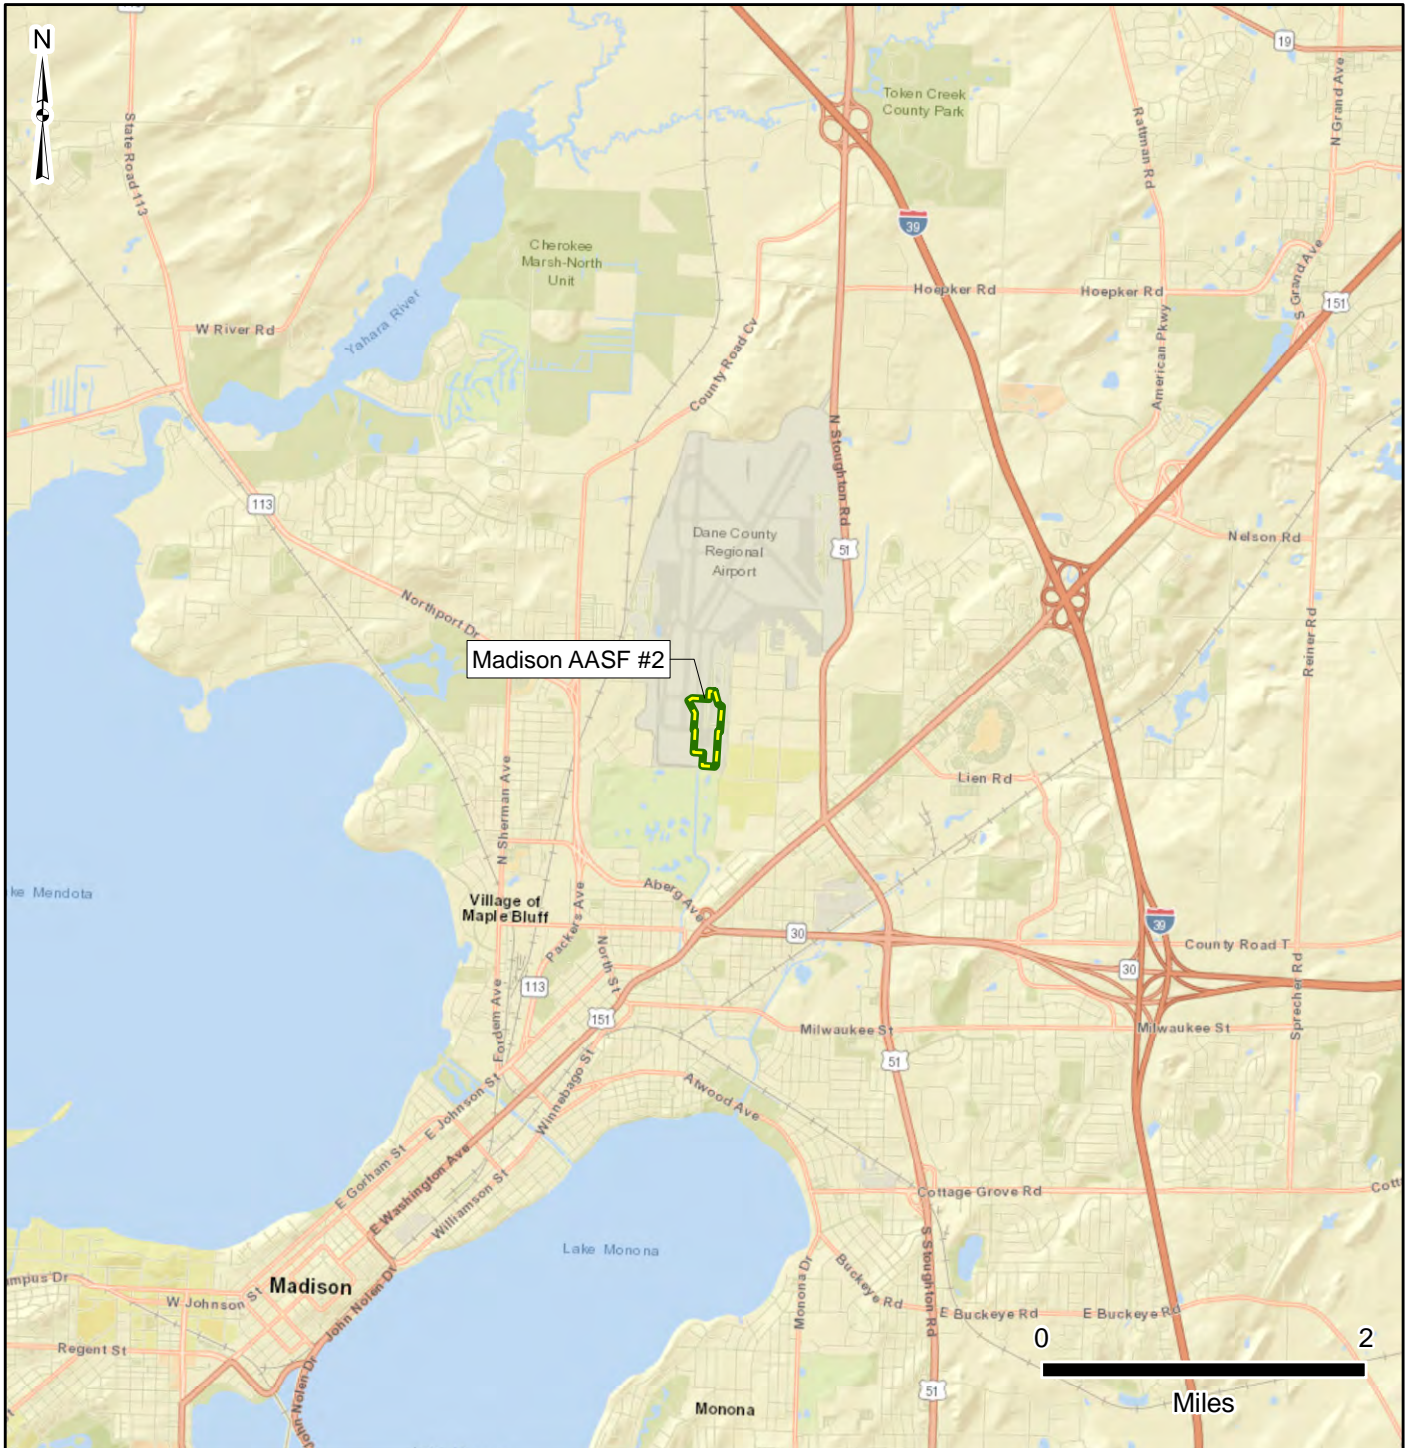 N
19
Token Creek
County Park
N Grand Ave
Rattman Rd
State Road 113
39
Cherokee
Marsh-North
Unit
S Grand Ave
Hoepker Rd
Hoepker Rd
151
Yahara River
W River Rd
American Pkwy
County Road Cv
N Stoughton Rd
113
Dane County
Regional
Airport
51
Nelson Rd
Northport Dr
Reiner Rd
Madison AASF #2
Lien Rd
N Sherman Ave
ke Mendota
Aberg Ave
Village of
Maple Bluff
Packers Ave
North St
30
39
County Road T
30
113
Sprecher Rd
151
Fordem Ave
Milwaukee St
Milwaukee St
51
Winnebago St
Atwood Ave
E Johnson St
E Gorham St
E Washington Ave
Williamson St
Cottage Grove Rd
Cott
Lake Monona
S Stoughton Rd
Monona Dr
Buckeye Rd
mpus Dr
Madison
W Johnson St
John Nolen Dr
E Buckeye Rd
E Buckeye Rd
Regent St
0
2
John Nolen Dr
51
Miles
Monona